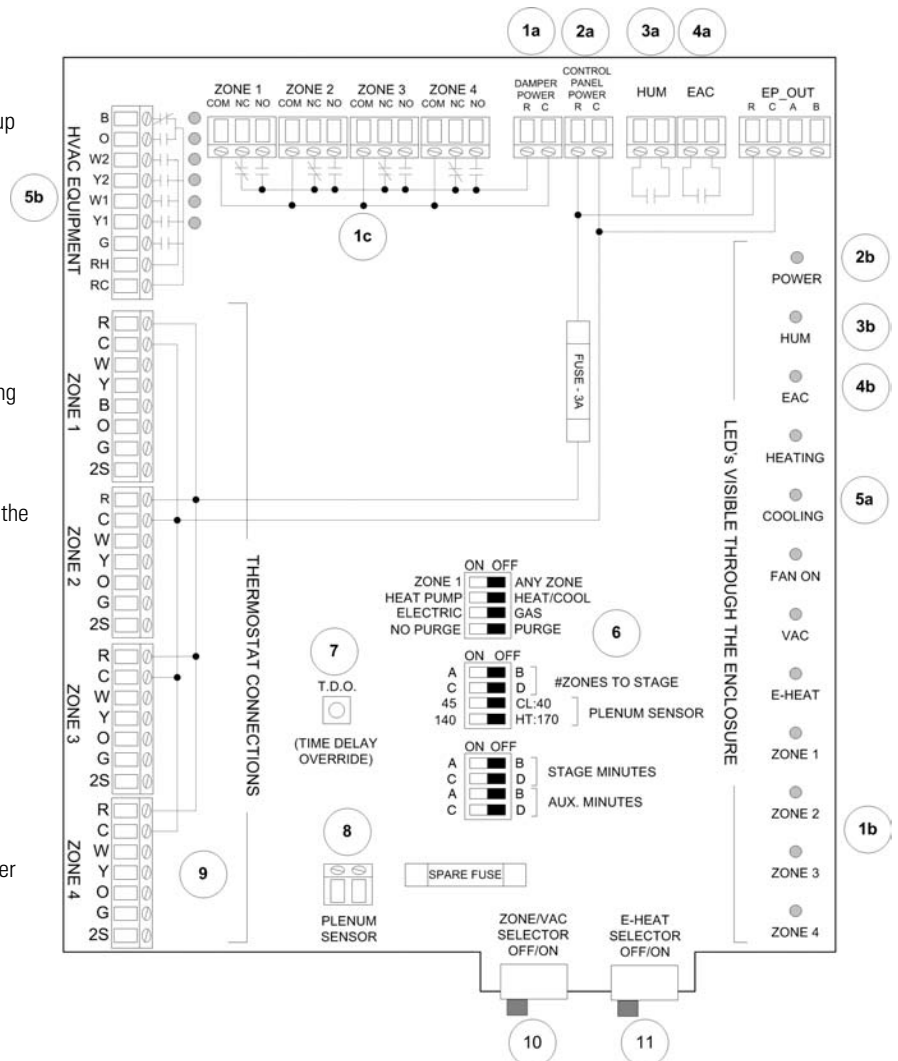 1a
2a
3a
4a
DAMPER POWER
R C
CONTROL PANEL POWER
R C
HUM
EAC
EP_OUT
R C A B
ZONE 1
COM NC NO
ZONE 2
COM NC NO
ZONE 3
COM NC NO
ZONE 4
COM NC NO
up
ng
the
er
5b
HVAC EQUIPMENT
B
O
W2
Y2
W1
Y1
G
RH
RC
1c
ZONE 1
R
C
W
Y
B
O
G
2S
ZONE 2
R
C
W
Y
O
G
2S
ZONE 3
R
C
W
Y
O
G
2S
ZONE 4
R
C
W
Y
O
G
2S
THERMOSTAT CONNECTIONS
9
FUSE - 3A
ON OFF
ZONE 1 ANY ZONE
HEAT PUMP HEAT/COOL
ELECTRIC GAS
NO PURGE PURGE
6
ON OFF
A B
C D
#ZONES TO STAGE
45 CL:40
140 HT:170
PLENUM SENSOR
ON OFF
A B
C D
STAGE MINUTES
A B
C D
AUX. MINUTES
7
T.D.O.
(TIME DELAY
OVERRIDE)
8
PLENUM
SENSOR
SPARE FUSE
ZONE/VAC
SELECTOR
OFF/ON
10
E-HEAT
SELECTOR
OFF/ON
11
LED's VISIBLE THROUGH THE ENCLOSURE
POWER
2b
HUM
3b
EAC
4b
HEATING
COOLING
5a
FAN ON
VAC
E-HEAT
ZONE 1
ZONE 2
1b
ZONE 3
ZONE 4